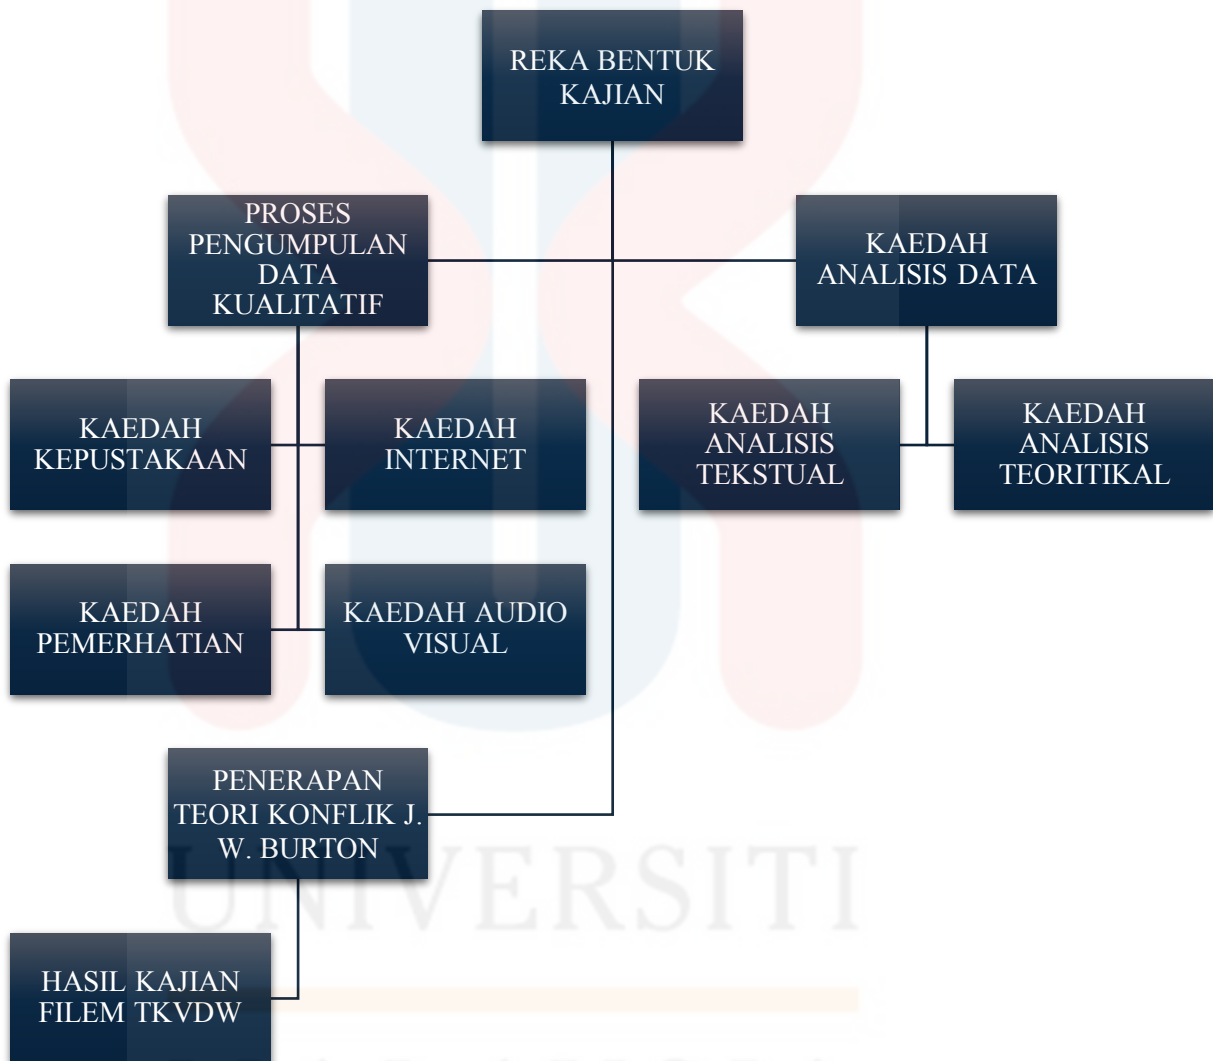 REKA BENTUK
KAJIAN
PROSES
PENGUMPULAN
DATA
KUALITATIF
KAEDAH
ANALISIS DATA
KAEDAH
KEPUSTAKAAN
KAEDAH
INTERNET
KAEDAH
ANALISIS
TEKSTUAL
KAEDAH
ANALISIS
TEORITIKAL
KAEDAH
PEMERHATIAN
KAEDAH AUDIO
VISUAL
PENERAPAN
TEORI KONFLIK J.
W. BURTON
UNIVERSITI
HASIL KAJIAN
FILEM TKVDW